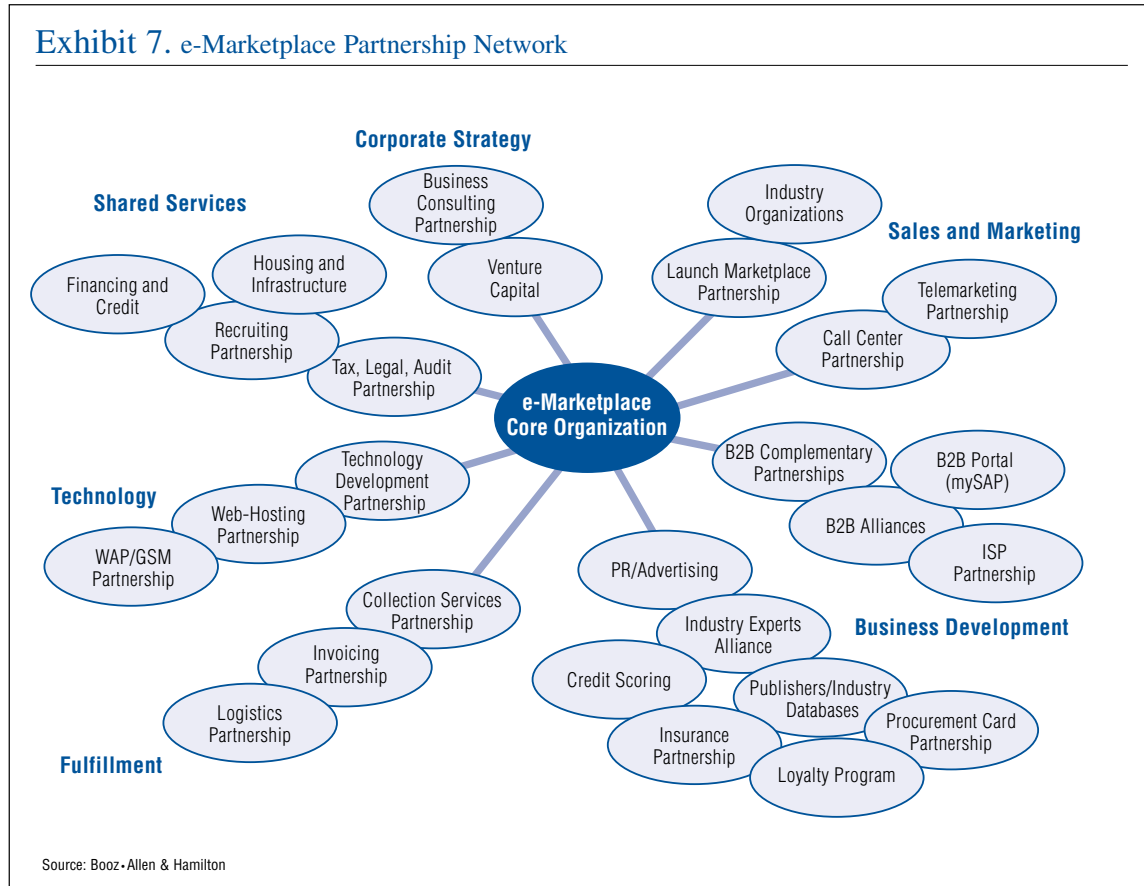 Exhibit 7. e-Marketplace Partnership Network
Corporate Strategy
Business
Consulting
Partnership
Venture
Capital
Shared Services
Housing and
Infrastructure
Financing and
Credit
Recruiting
Partnership
Tax, Legal, Audit
Partnership
Industry
Organizations
Launch Marketplace
Partnership
Sales and Marketing
Telemarketing
Partnership
Call Center
Partnership
e-Marketplace
Core Organization
Technology
Technology
Development
Partnership
Web-Hosting
Partnership
WAP/GSM
Partnership
B2B Complementary
Partnerships
B2B Portal
(mySAP)
B2B Alliances
ISP
Partnership
Business Development
PR/Advertising
Industry Experts
Alliance
Credit Scoring
Publishers/Industry
Databases
Insurance
Partnership
Procurement Card
Partnership
Loyalty Program
Collection Services
Partnership
Invoicing
Partnership
Logistics
Partnership
Fulfillment
Source: Booz•Allen & Hamilton